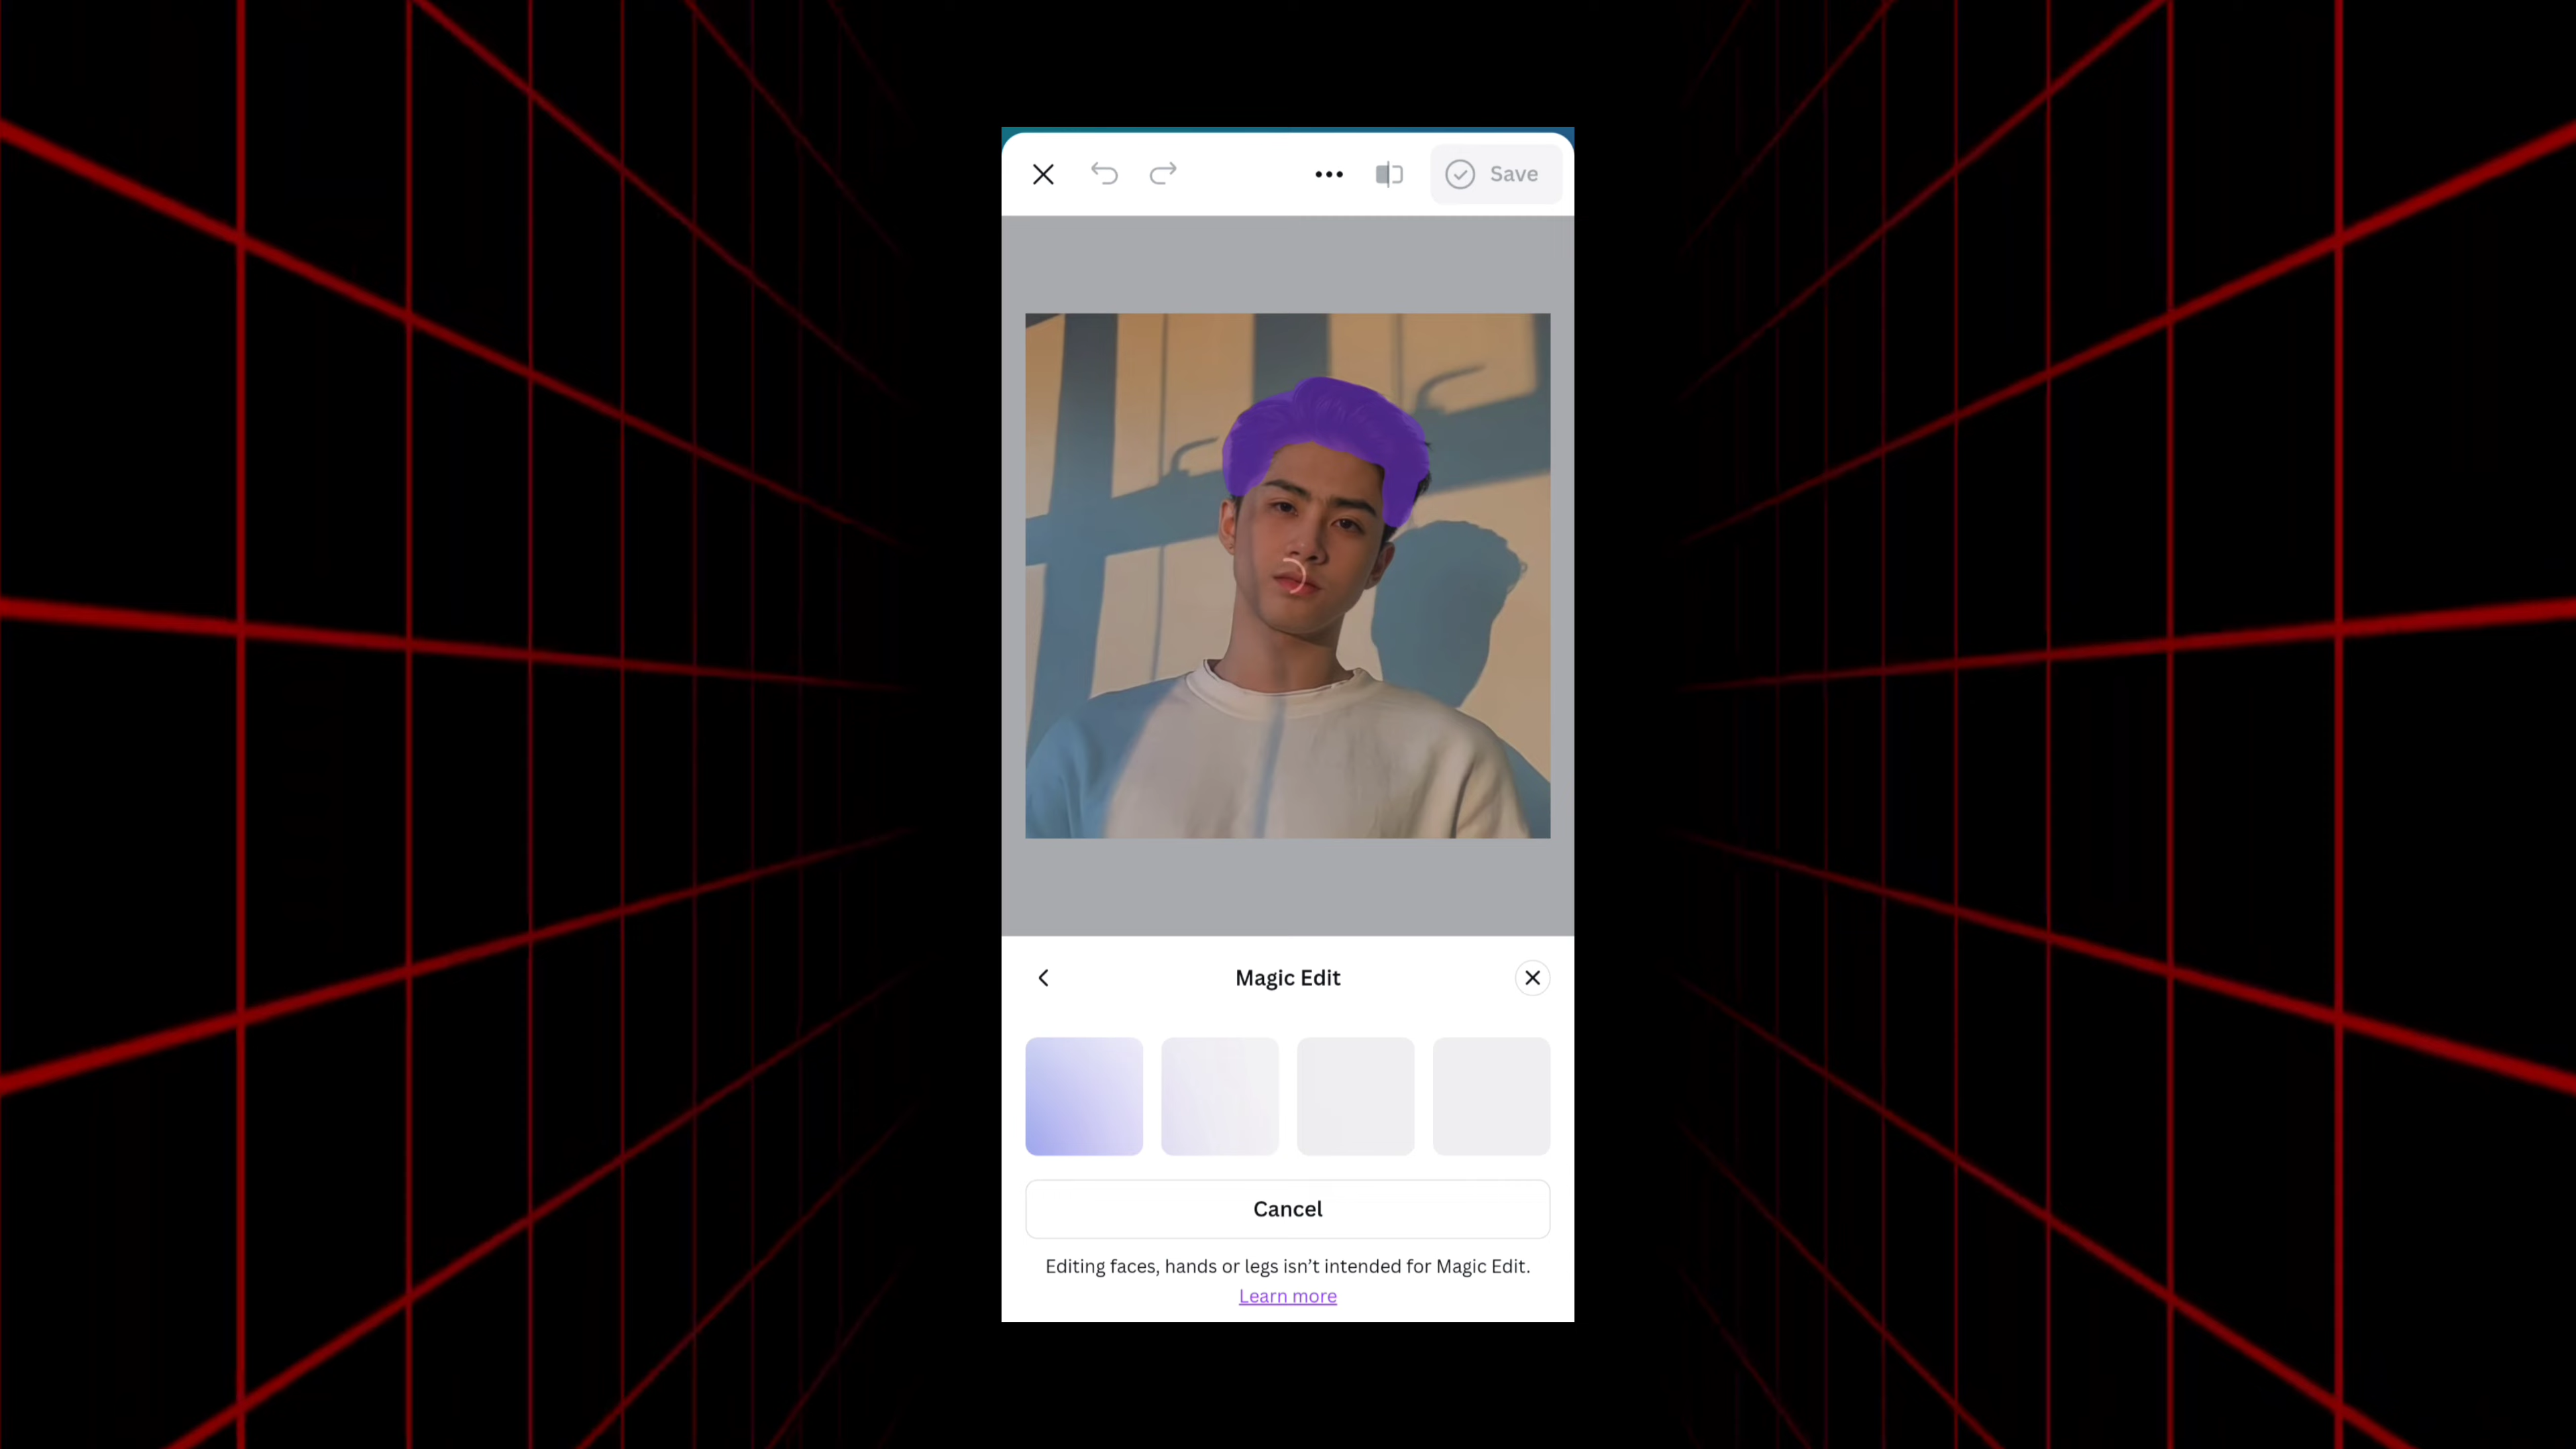 Save
Magic Edit
Cancel
Editing faces, hands or legs isn’t intended for Magic Edit.
Learn more